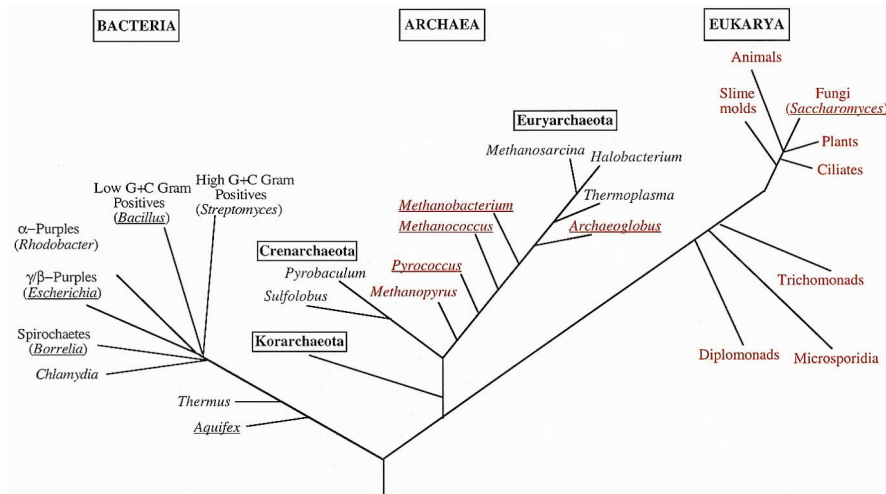 BACTERIA
ARCHAEA
EUKARYA
Animals
Slime
molds
Fungi
(Saccharomyces)
Plants
Ciliates
Euryarchaeota
Methanosarcina
Halobacterium
Thermoplasma
Archaeoglobus
Methanobacterium
Methanococcus
Pyrococcus
Methanopyrus
Crenarchaeota
Pyrobaculum
Sulfolobus
Korarchaeota
High G+C Gram
Positives
(Streptomyces)
Low G+C Gram
Positives
(Bacillus)
α−Purples
(Rhodobacter)
γ/β−Purples
(Escherichia)
Spirochaetes
(Borrelia)
Chlamydia
Thermus
Aquifex
Trichomonads
Diplomonads
Microsporidia